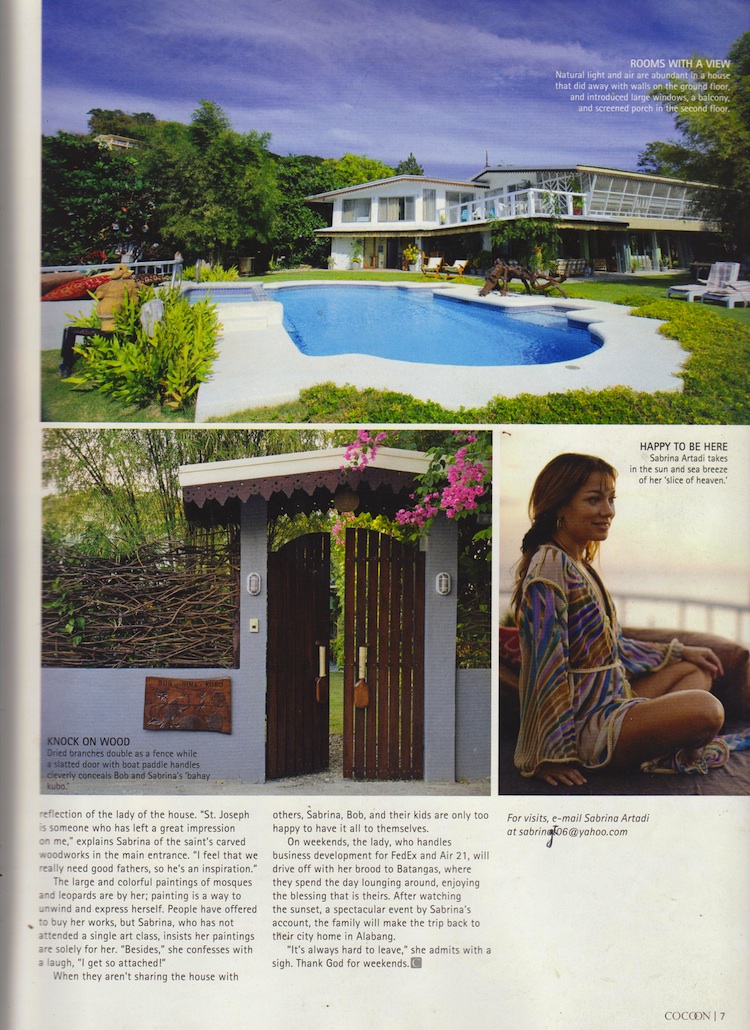 ROOMS WITH A VIEW
Natural light and air are abundant in a house
that did away with walls on the ground floor,
and introduced large windows, a balcony,
and screened porch in the second floor.
HAPPY TO BE HERE
Sabrina Artadi takes
in the sun and sea breeze
of her 'slice of heaven.'
KNOCK ON WOOD
Dried branches double as a fence while
a slatted door with boat paddle handles
cleverly conceals Bob and Sabrina's 'bahay
kubo.'
reflection of the lady of the house. "St. Joseph
is someone who has left a great impression
on me," explains Sabrina of the saint's carved
woodworks in the main entrance. "I feel that we
really need good fathers, so he's an inspiration."
The large and colorful paintings of mosques
and leopards are by her; painting is a way to
unwind and express herself. People have offered
to buy her works, but Sabrina, who has not
attended a single art class, insists her paintings
are solely for her. "Besides," she confesses with
a laugh, "I get so attached!"
When they aren't sharing the house with
others, Sabrina, Bob, and their kids are only too
happy to have it all to themselves.
On weekends, the lady, who handles
business development for FedEx and Air 21, will
drive off with her brood to Batangas, where
they spend the day lounging around, enjoying
the blessing that is theirs. After watching
the sunset, a spectacular event by Sabrina's
account, the family will make the trip back to
their city home in Alabang.
"It's always hard to leave," she admits with a
sigh. Thank God for weekends. C
For visits, e-mail Sabrina Artadi
at sabrinaj06@yahoo.com
COCOON | 7